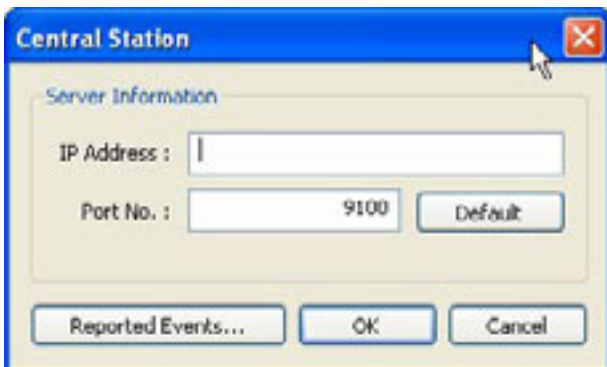 Central Station
Server Information
IP Address :
Port No. : 9100 Default
Reported Events... OK Cancel